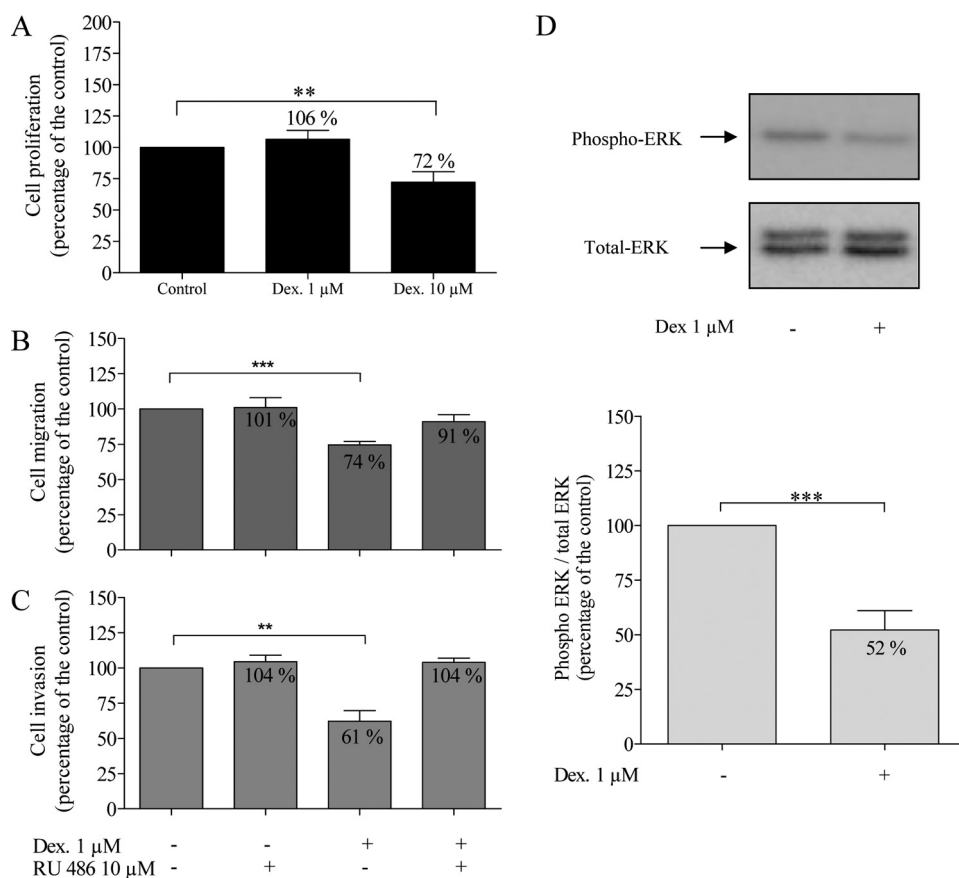 A
Cell proliferation
(percentage of the control)
200
175
150
125
100
75
50
25
0
**
106 %
72 %
Control
Dex. 1 µM
Dex. 10 µM
B
Cell migration
(percentage of the control)
150
125
100
75
50
25
0
***
101 %
74 %
91 %
C
Cell invasion
(percentage of the control)
150
125
100
75
50
25
0
**
104 %
61 %
104 %
Dex. 1 µM - - + +
RU 486 10 µM - + - +
D
Phospho-ERK
Total-ERK
Dex 1 µM - +
Phospho ERK / total ERK
(percentage of the control)
150
125
100
75
50
25
0
***
52 %
Dex. 1 µM - +